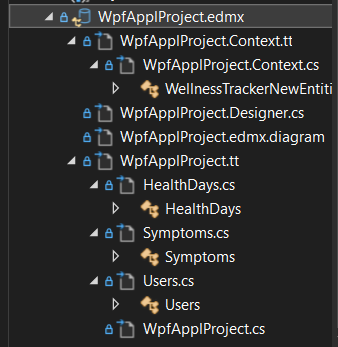 WpfApplProject.edmx
WpfApplProject.Context.tt
WpfApplProject.Context.cs
WellnessTrackerNewEntiti
WpfApplProject.Designer.cs
WpfApplProject.edmx.diagram
WpfApplProject.tt
HealthDays.cs
HealthDays
Symptoms.cs
Symptoms
Users.cs
Users
WpfApplProject.cs